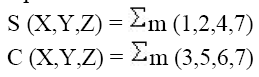 S (X,Y,Z) = Σm (1,2,4,7)
C (X,Y,Z) = Σm (3,5,6,7)